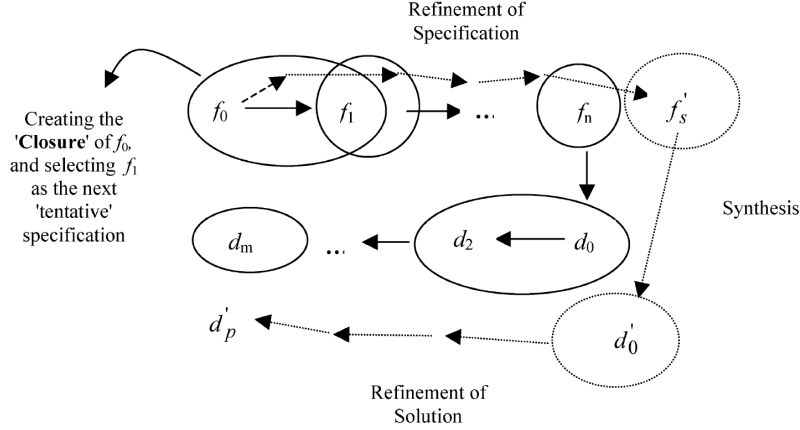 Refinement of
Specification
Creating the
'Closure' of f₀,
and selecting f₁
as the next
'tentative'
specification
f₀
f₁
...
fₙ
f'ₛ
Synthesis
dₘ
...
d₂
d₀
d'ₚ
d'₀
Refinement of
Solution